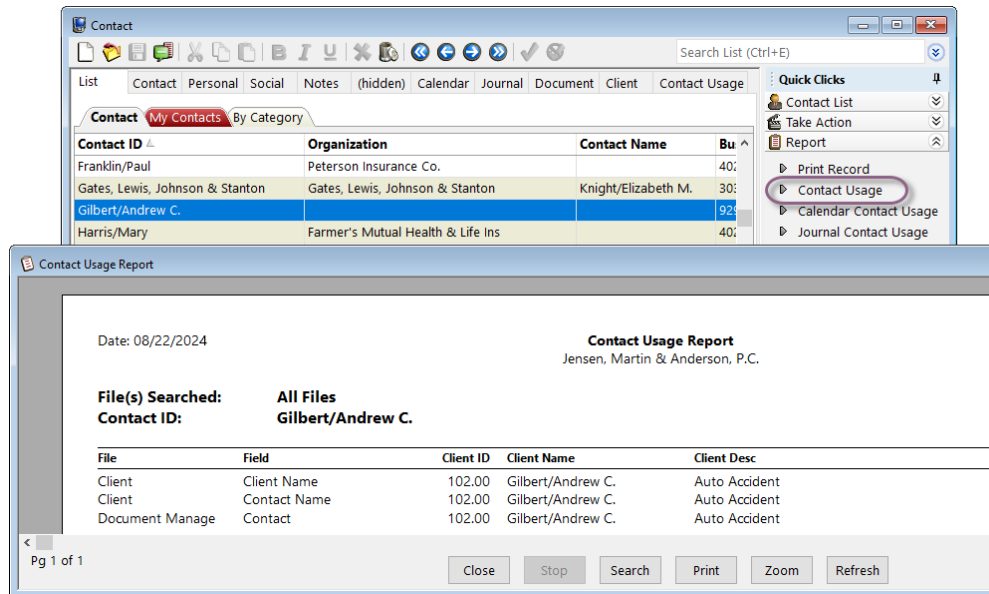 Contact
B I U
Search List (Ctrl+E)
List Contact Personal Social Notes (hidden) Calendar Journal Document Client Contact Usage
Quick Clicks
Contact List
Take Action
Report
Print Record
Contact Usage
Calendar Contact Usage
Journal Contact Usage
Contact My Contacts By Category
Contact ID Organization Contact Name Bu
Franklin/Paul Peterson Insurance Co. 402
Gates, Lewis, Johnson & Stanton Gates, Lewis, Johnson & Stanton Knight/Elizabeth M. 303
Gilbert/Andrew C. 929
Harris/Mary Farmer's Mutual Health & Life Ins 402
Contact Usage Report
Date: 08/22/2024
Contact Usage Report
Jensen, Martin & Anderson, P.C.
File(s) Searched: All Files
Contact ID: Gilbert/Andrew C.
File Field Client ID Client Name Client Desc
Client Client Name 102.00 Gilbert/Andrew C. Auto Accident
Client Contact Name 102.00 Gilbert/Andrew C. Auto Accident
Document Manage Contact 102.00 Gilbert/Andrew C. Auto Accident
Pg 1 of 1
Close Stop Search Print Zoom Refresh